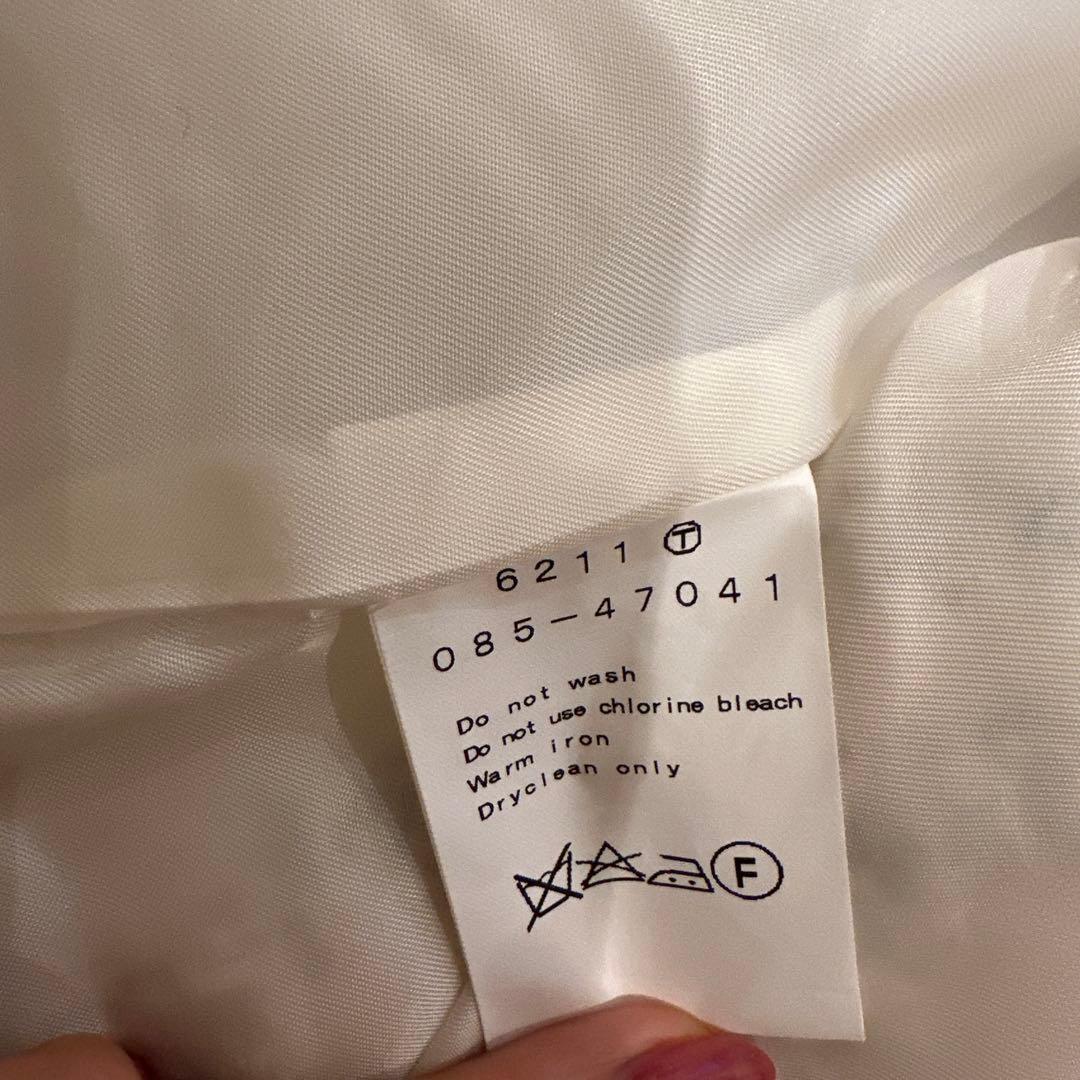 6211 Ⓣ
085-47041
Do not wash
Do not use chlorine bleach
Warm iron
Dryclean only
F